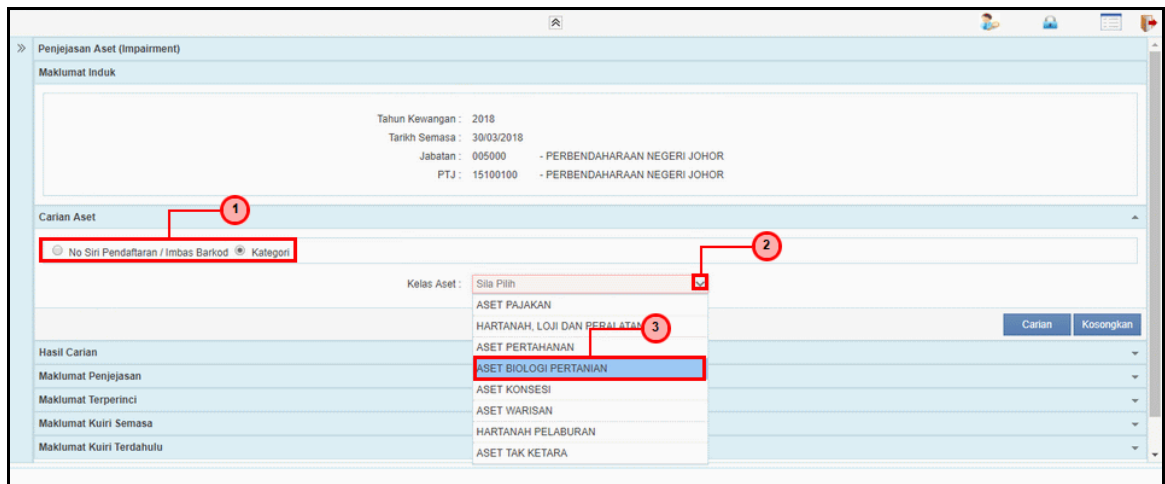 Penjejasan Aset (Impairment)
Maklumat Induk
Tahun Kewangan : 2018
Tarikh Semasa : 30/03/2018
Jabatan : 005000 - PERBENDAHARAAN NEGERI JOHOR
PTJ : 15100100 - PERBENDAHARAAN NEGERI JOHOR
Carian Aset
1
No Siri Pendaftaran / Imbas Barkod Kategori
2
Kelas Aset : Sila Pilih
ASET PAJAKAN
HARTANAH, LOJI DAN PERALATAN
3
Carian Kosongkan
ASET PERTAHANAN
Hasil Carian
ASET BIOLOGI PERTANIAN
Maklumat Penjejasan
ASET KONSESI
Maklumat Terperinci
ASET WARISAN
Maklumat Kuiri Semasa
HARTANAH PELABURAN
Maklumat Kuiri Terdahulu
ASET TAK KETARA